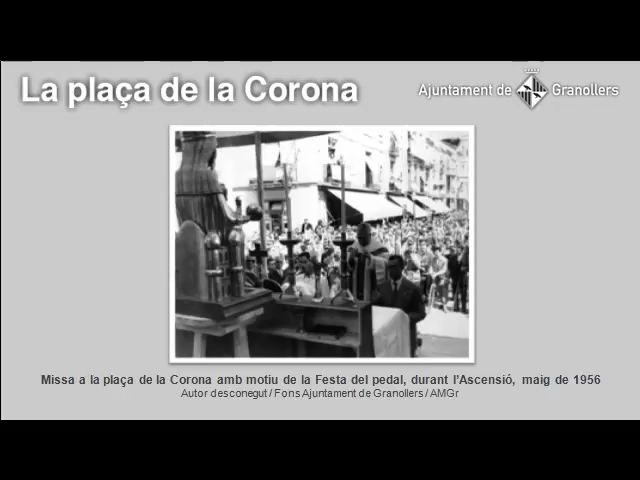 La plaça de la Corona
Ajuntament de Granollers
Missa a la plaça de la Corona amb motiu de la Festa del pedal, durant l'Ascensió, maig de 1956
Autor desconegut / Fons Ajuntament de Granollers / AMGr